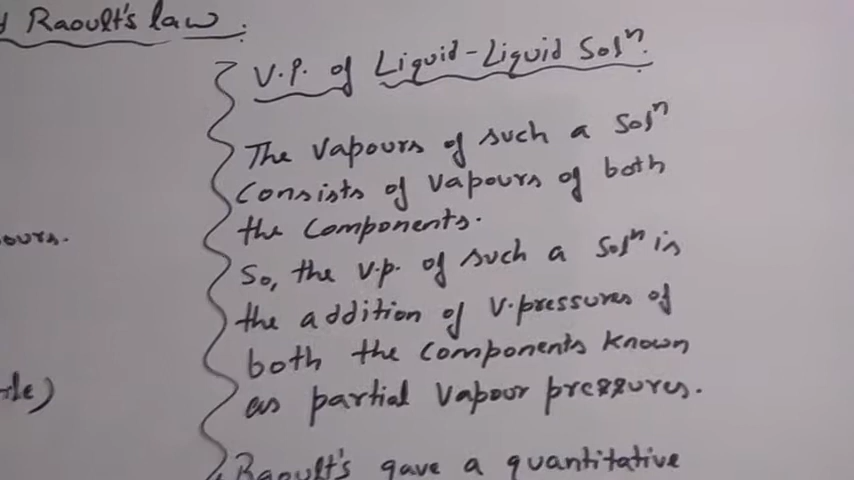 Raoult's law
V.P. of Liquid-Liquid Solⁿ.
The vapours of such a Solⁿ
Consists of vapours of both
the Components.
So, the v.p. of such a Solⁿ is
the addition of v.pressures of
both the Components known
as partial vapour pressures.
Raoult's gave a quantitative